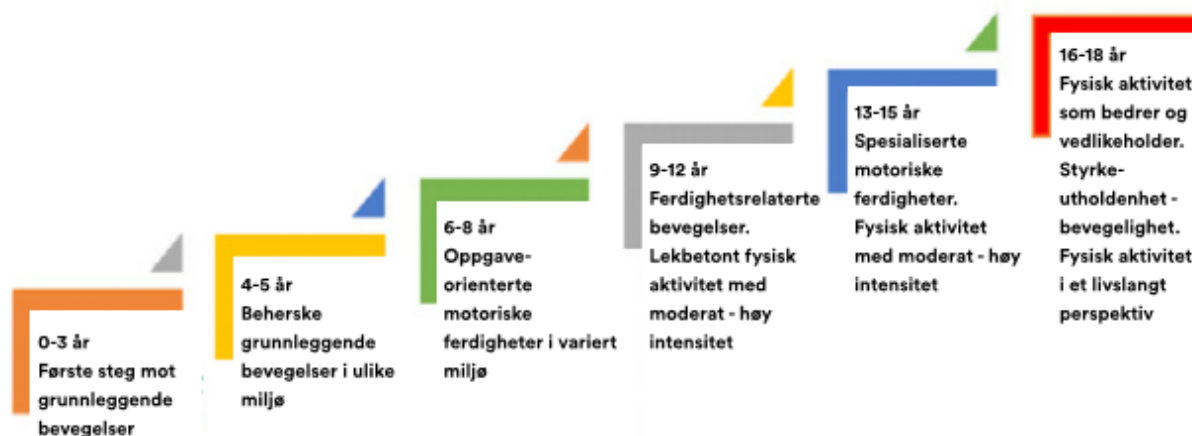 0-3 år
Første steg mot
grunnleggende
bevegelser
4-5 år
Beherske
grunnleggende
bevegelser i ulike
miljø
6-8 år
Oppgave-
orienterte
motoriske
ferdigheter i variert
miljø
9-12 år
Ferdighetsrelaterte
bevegelser.
Lekbetont fysisk
aktivitet med
moderat - høy
intensitet
13-15 år
Spesialiserte
motoriske
ferdigheter.
Fysisk aktivitet
med moderat - høy
intensitet
16-18 år
Fysisk aktivitet
som bedrer og
vedlikeholder.
Styrke-
utholdenhet -
bevegelighet.
Fysisk aktivitet
i et livslangt
perspektiv